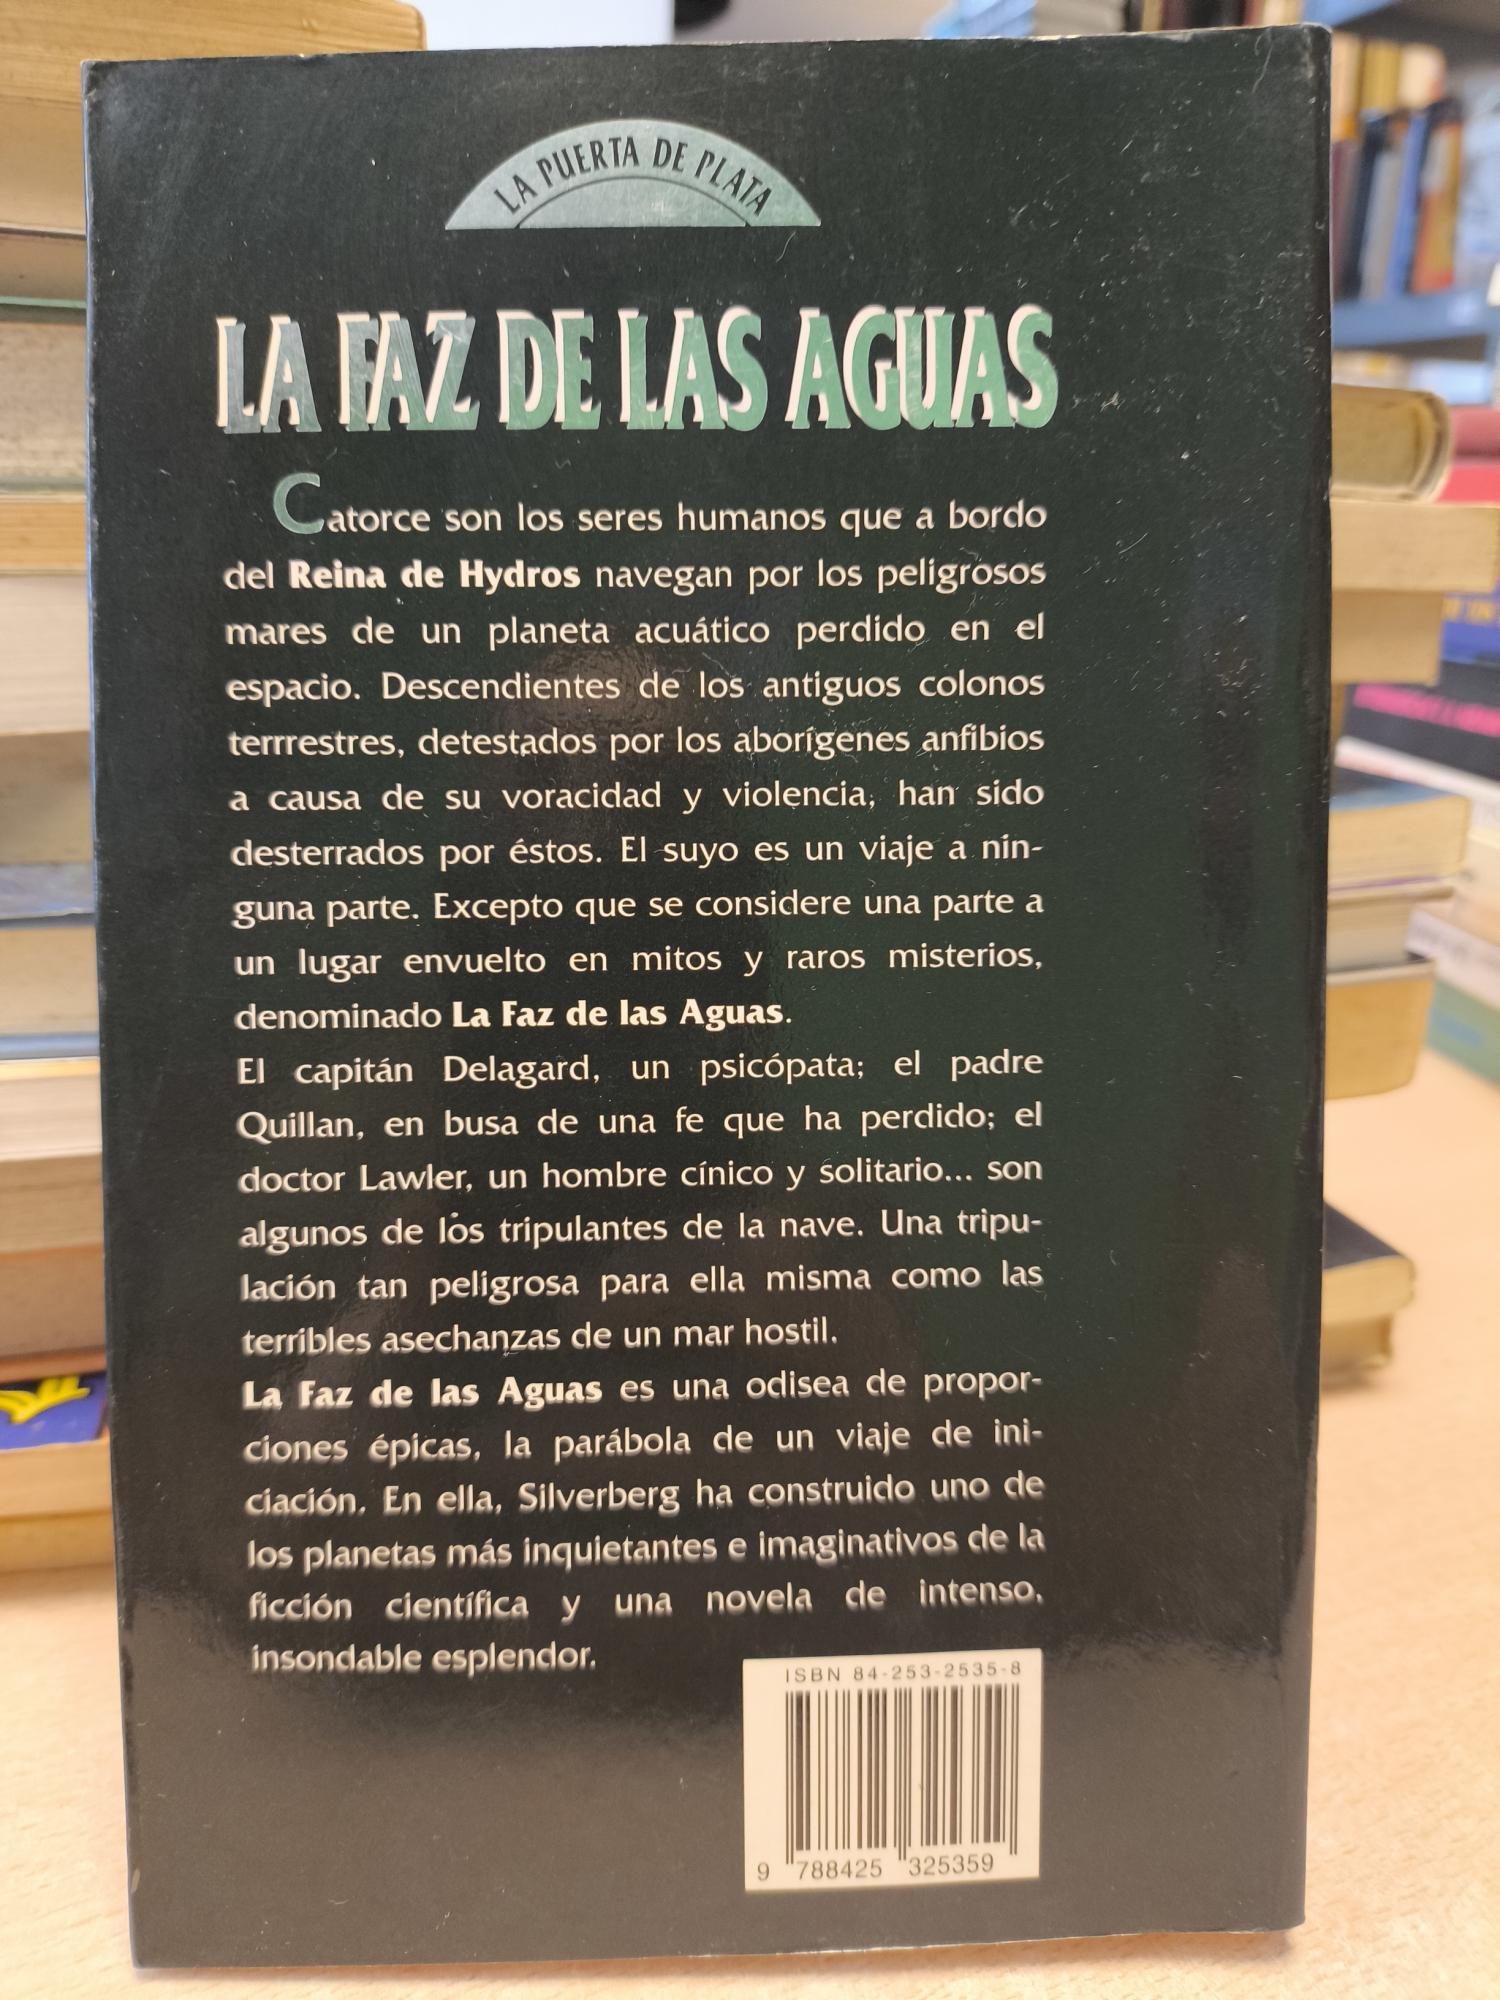 LA PUERTA DE PLATA
LA FAZ DE LAS AGUAS
Catorce son los seres humanos que a bordo
del Reina de Hydros navegan por los peligrosos
mares de un planeta acuático perdido en el
espacio. Descendientes de los antiguos colonos
terrrestres, detestados por los aborígenes anfibios
a causa de su voracidad y violencia, han sido
desterrados por éstos. El suyo es un viaje a nin-
guna parte. Excepto que se considere una parte a
un lugar envuelto en mitos y raros misterios,
denominado La Faz de las Aguas.
El capitán Delagard, un psicópata; el padre
Quillan, en busa de una fe que ha perdido; el
doctor Lawler, un hombre cínico y solitario... son
algunos de los tripulantes de la nave. Una tripu-
lación tan peligrosa para ella misma como las
terribles asechanzas de un mar hostil.
La Faz de las Aguas es una odisea de propor-
ciones épicas, la parábola de un viaje de ini-
ciación. En ella, Silverberg ha construido uno de
los planetas más inquietantes e imaginativos de la
ficción científica y una novela de intenso,
insondable esplendor.
ISBN 84-253-2535-8
9 788425 325359